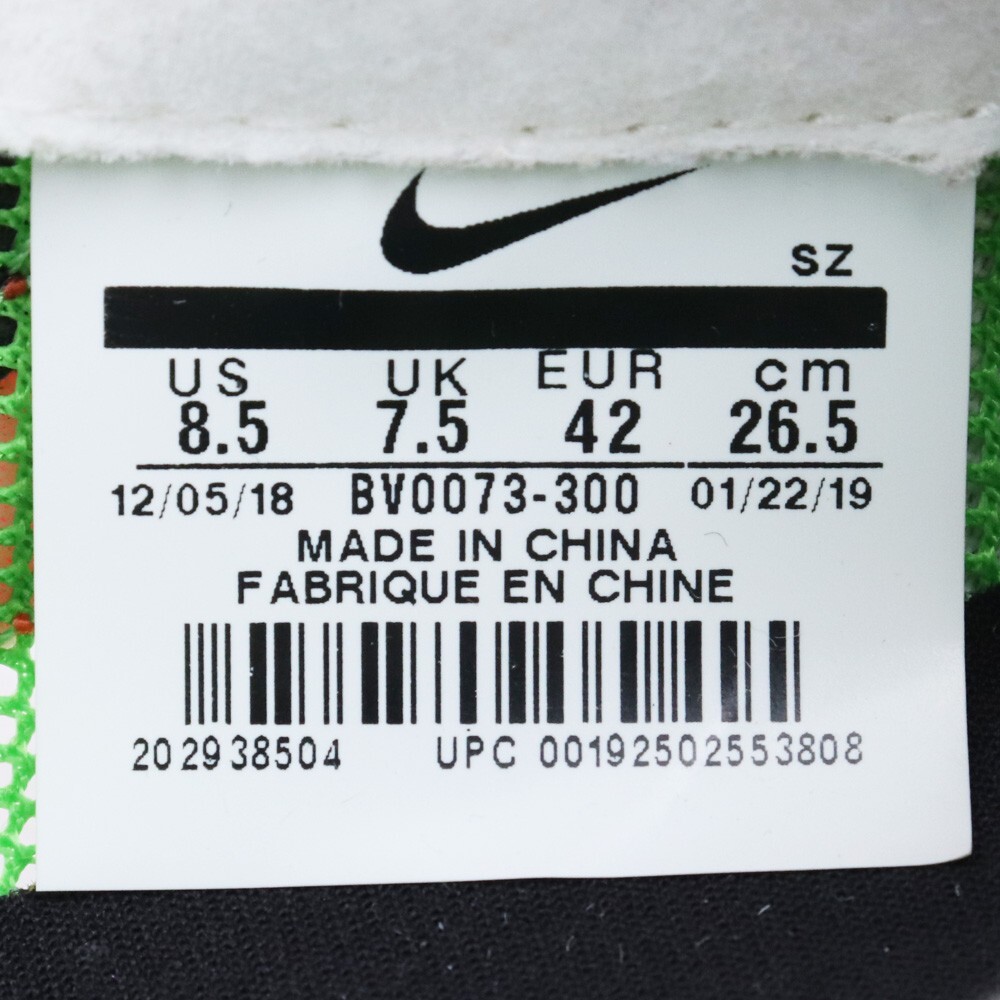 SZ
US UK EUR cm
8.5 7.5 42 26.5
12/05/18 BV0073-300 01/22/19
MADE IN CHINA
FABRIQUE EN CHINE
202938504 UPC 00192502553808